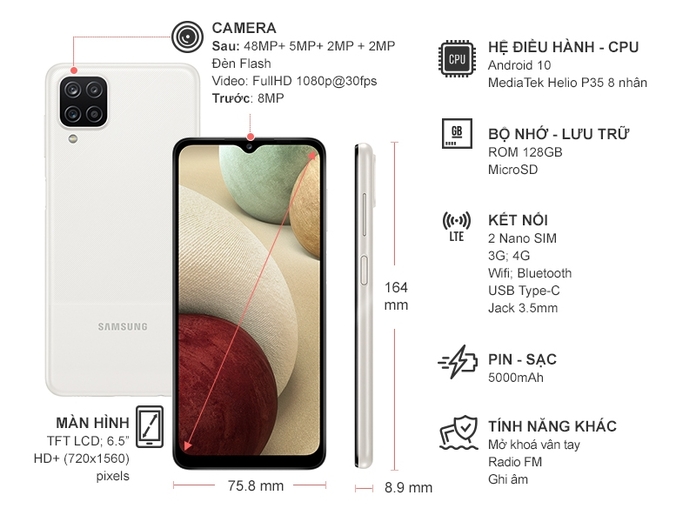 CAMERA
Sau: 48MP+ 5MP+ 2MP + 2MP
Đèn Flash
Video: FullHD 1080p@30fps
Trước: 8MP
SAMSUNG
MÀN HÌNH
TFT LCD; 6.5”
HD+ (720x1560)
pixels
75.8 mm
164
mm
8.9 mm
CPU
HỆ ĐIỀU HÀNH - CPU
Android 10
MediaTek Helio P35 8 nhân
GB
BỘ NHỚ - LƯU TRỮ
ROM 128GB
MicroSD
LTE
KẾT NỐI
2 Nano SIM
3G; 4G
Wifi; Bluetooth
USB Type-C
Jack 3.5mm
PIN - SẠC
5000mAh
TÍNH NĂNG KHÁC
Mở khoá vân tay
Radio FM
Ghi âm